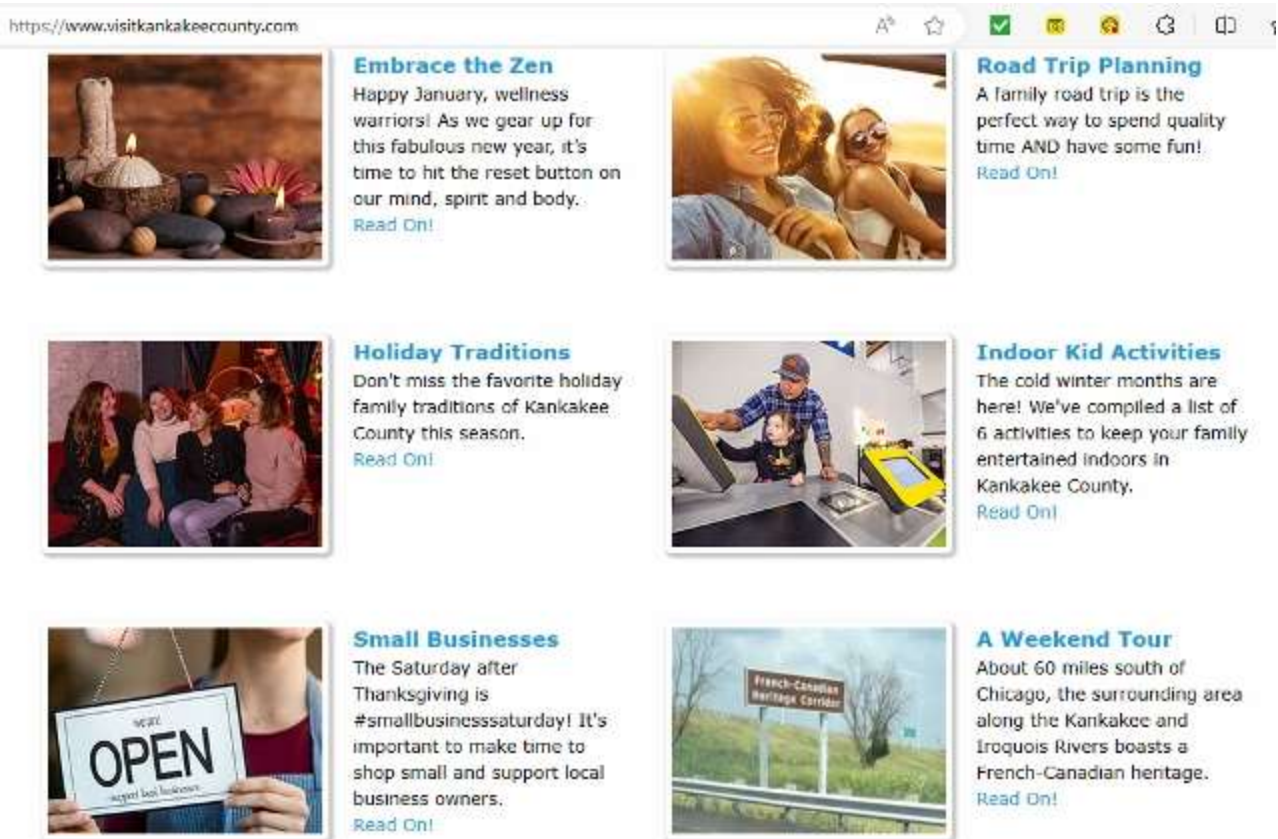 https://www.visitkankakeecounty.com
Embrace the Zen
Happy January, wellness
warriors! As we gear up for
this fabulous new year, it's
time to hit the reset button on
our mind, spirit and body.
Read On!
Road Trip Planning
A family road trip is the
perfect way to spend quality
time AND have some fun!
Read On!
Holiday Traditions
Don't miss the favorite holiday
family traditions of Kankakee
County this season.
Read On!
Indoor Kid Activities
The cold winter months are
here! We've compiled a list of
6 activities to keep your family
entertained indoors in
Kankakee County.
Read On!
WE ARE
OPEN
support local businesses
Small Businesses
The Saturday after
Thanksgiving is
#smallbusinesssaturday! It's
important to make time to
shop small and support local
business owners.
Read On!
French-Canadian
Heritage Corridor
A Weekend Tour
About 60 miles south of
Chicago, the surrounding area
along the Kankakee and
Iroquois Rivers boasts a
French-Canadian heritage.
Read On!